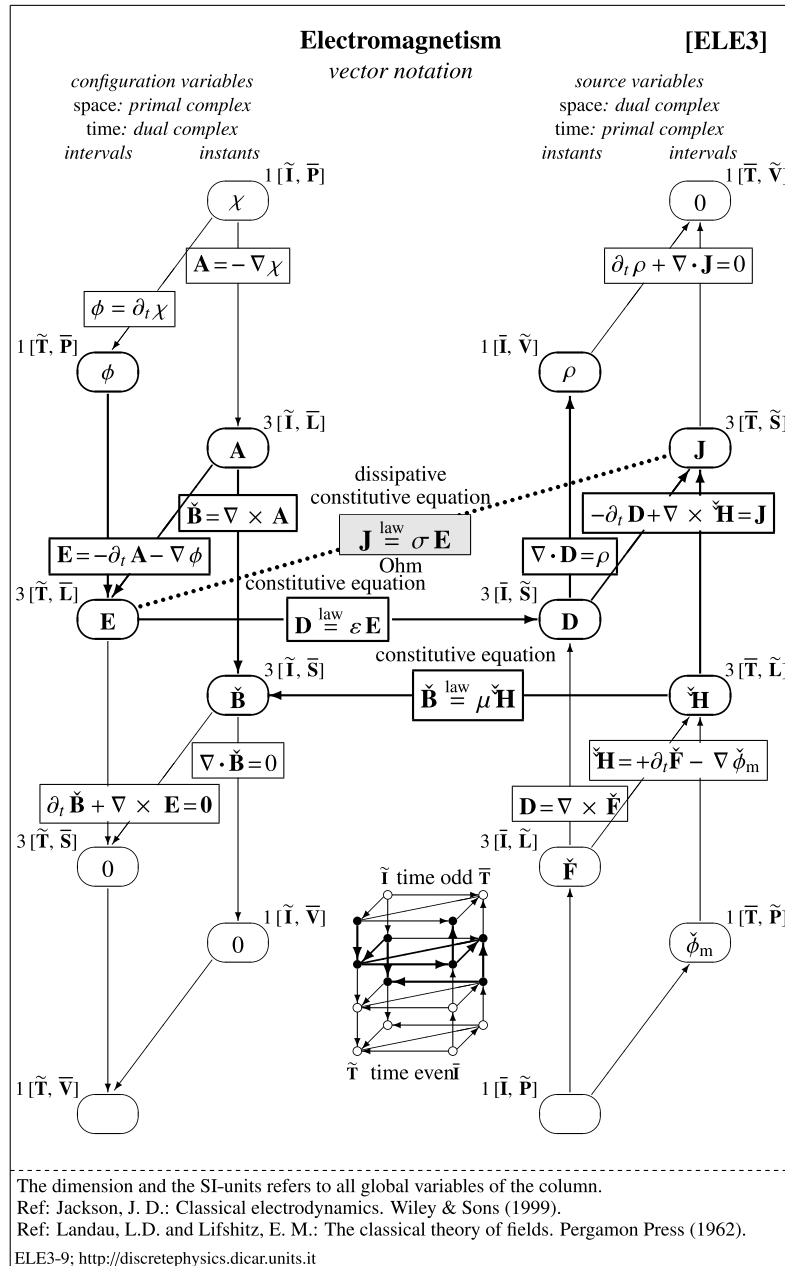 Electromagnetism [ELE3]
vector notation
configuration variables
space: primal complex
time: dual complex
intervals instants
source variables
space: dual complex
time: primal complex
instants intervals
1 [Ĩ, P̅]
χ
1 [T̅, Ṽ]
0
A = − ∇ χ
∂ₜ ρ + ∇ · J = 0
ϕ = ∂ₜ χ
1 [T̃, P̅]
ϕ
1 [I̅, Ṽ]
ρ
3 [Ĩ, L̅]
A
3 [T̅, S̃]
J
dissipative
constitutive equation
B̌ = ∇ × A
−∂ₜ D + ∇ × Ȟ̌ = J
J law= σ E
Ohm
E = −∂ₜ A − ∇ ϕ
∇ · D = ρ
3 [T̃, L̅]
E
constitutive equation
D law= ε E
3 [I̅, S̃]
D
3 [Ĩ, S̅]
B̌
constitutive equation
B̌ law= μ Ȟ̌
3 [T̅, L̃]
Ȟ̌
∇ · B̌ = 0
Ȟ̌ = +∂ₜ F̌ − ∇ ϕ̌ₘ
∂ₜ B̌ + ∇ × E = 0
D = ∇ × F̌
3 [T̃, S̅]
0
3 [I̅, L̃]
F̌
Ĩ time odd T̅
1 [Ĩ, V̅]
0
1 [T̅, P̃]
ϕ̌ₘ
T̃ time even I̅
1 [T̃, V̅]
1 [I̅, P̃]
The dimension and the SI-units refers to all global variables of the column.
Ref: Jackson, J. D.: Classical electrodynamics. Wiley & Sons (1999).
Ref: Landau, L.D. and Lifshitz, E. M.: The classical theory of fields. Pergamon Press (1962).
ELE3-9; http://discretephysics.dicar.units.it